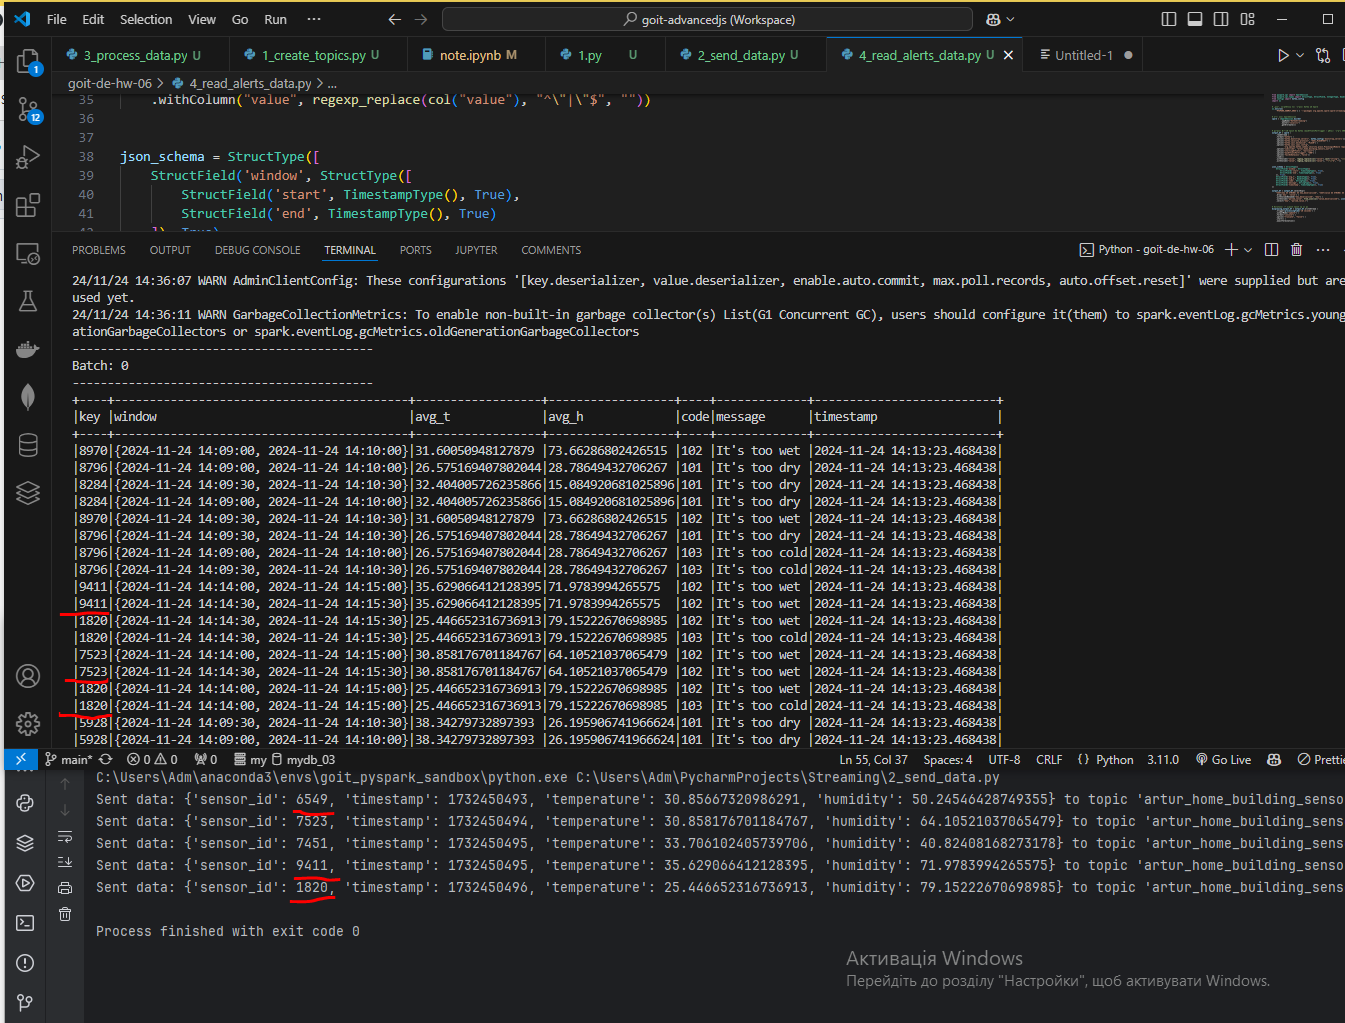 File Edit Selection View Go Run ··· goit-advancedjs (Workspace)
3_process_data.py U 1_create_topics.py U note.ipynb M 1.py U 2_send_data.py U 4_read_alerts_data.py U Untitled-1
goit-de-hw-06 > 4_read_alerts_data.py > ...
35 .withColumn("value", regexp_replace(col("value"), "^\"|\"$", ""))
36
37
38 json_schema = StructType([
39 StructField('window', StructType([
40 StructField('start', TimestampType(), True),
41 StructField('end', TimestampType(), True)
PROBLEMS OUTPUT DEBUG CONSOLE TERMINAL PORTS JUPYTER COMMENTS Python - goit-de-hw-06
24/11/24 14:36:07 WARN AdminClientConfig: These configurations '[key.deserializer, value.deserializer, enable.auto.commit, max.poll.records, auto.offset.reset]' were supplied but are
used yet.
24/11/24 14:36:11 WARN GarbageCollectionMetrics: To enable non-built-in garbage collector(s) List(G1 Concurrent GC), users should configure it(them) to spark.eventLog.gcMetrics.young
ationGarbageCollectors or spark.eventLog.gcMetrics.oldGenerationGarbageCollectors
-------------------------------------------
Batch: 0
-------------------------------------------
+----+------------------------------------------+------------------+------------------+----+-------------+--------------------------+
|key |window |avg_t |avg_h |code|message |timestamp |
+----+------------------------------------------+------------------+------------------+----+-------------+--------------------------+
|8970|{2024-11-24 14:09:00, 2024-11-24 14:10:00}|31.60050948127879 |73.66286802426515 |102 |It's too wet |2024-11-24 14:13:23.468438|
|8796|{2024-11-24 14:09:00, 2024-11-24 14:10:00}|26.575169407802044|28.78649432706267 |101 |It's too dry |2024-11-24 14:13:23.468438|
|8284|{2024-11-24 14:09:30, 2024-11-24 14:10:30}|32.404005726235866|15.084920681025896|101 |It's too dry |2024-11-24 14:13:23.468438|
|8284|{2024-11-24 14:09:00, 2024-11-24 14:10:00}|32.404005726235866|15.084920681025896|101 |It's too dry |2024-11-24 14:13:23.468438|
|8970|{2024-11-24 14:09:30, 2024-11-24 14:10:30}|31.60050948127879 |73.66286802426515 |102 |It's too wet |2024-11-24 14:13:23.468438|
|8796|{2024-11-24 14:09:30, 2024-11-24 14:10:30}|26.575169407802044|28.78649432706267 |101 |It's too dry |2024-11-24 14:13:23.468438|
|8796|{2024-11-24 14:09:00, 2024-11-24 14:10:00}|26.575169407802044|28.78649432706267 |103 |It's too cold|2024-11-24 14:13:23.468438|
|8796|{2024-11-24 14:09:30, 2024-11-24 14:10:30}|26.575169407802044|28.78649432706267 |103 |It's too cold|2024-11-24 14:13:23.468438|
|9411|{2024-11-24 14:14:00, 2024-11-24 14:15:00}|35.629066412128395|71.9783994265575 |102 |It's too wet |2024-11-24 14:13:23.468438|
|9411|{2024-11-24 14:14:30, 2024-11-24 14:15:30}|35.629066412128395|71.9783994265575 |102 |It's too wet |2024-11-24 14:13:23.468438|
|1820|{2024-11-24 14:14:30, 2024-11-24 14:15:30}|25.446652316736913|79.15222670698985 |102 |It's too wet |2024-11-24 14:13:23.468438|
|1820|{2024-11-24 14:14:30, 2024-11-24 14:15:30}|25.446652316736913|79.15222670698985 |103 |It's too cold|2024-11-24 14:13:23.468438|
|7523|{2024-11-24 14:14:00, 2024-11-24 14:15:00}|30.858176701184767|64.10521037065479 |102 |It's too wet |2024-11-24 14:13:23.468438|
|7523|{2024-11-24 14:14:30, 2024-11-24 14:15:30}|30.858176701184767|64.10521037065479 |102 |It's too wet |2024-11-24 14:13:23.468438|
|1820|{2024-11-24 14:14:00, 2024-11-24 14:15:00}|25.446652316736913|79.15222670698985 |102 |It's too wet |2024-11-24 14:13:23.468438|
|1820|{2024-11-24 14:14:00, 2024-11-24 14:15:00}|25.446652316736913|79.15222670698985 |103 |It's too cold|2024-11-24 14:13:23.468438|
|5928|{2024-11-24 14:09:30, 2024-11-24 14:10:30}|38.34279732897393 |26.195906741966624|101 |It's too dry |2024-11-24 14:13:23.468438|
|5928|{2024-11-24 14:09:00, 2024-11-24 14:10:00}|38.34279732897393 |26.195906741966624|101 |It's too dry |2024-11-24 14:13:23.468438|
main* 0 0 0 my mydb_03 Ln 55, Col 37 Spaces: 4 UTF-8 CRLF {} Python 3.11.0 Go Live Prettie
C:\Users\Adm\anaconda3\envs\goit_pyspark_sandbox\python.exe C:\Users\Adm\PycharmProjects\Streaming\2_send_data.py
Sent data: {'sensor_id': 6549, 'timestamp': 1732450493, 'temperature': 30.85667320986291, 'humidity': 50.24546428749355} to topic 'artur_home_building_senso
Sent data: {'sensor_id': 7523, 'timestamp': 1732450494, 'temperature': 30.858176701184767, 'humidity': 64.10521037065479} to topic 'artur_home_building_sens
Sent data: {'sensor_id': 7451, 'timestamp': 1732450495, 'temperature': 33.706102405739706, 'humidity': 40.82408168273178} to topic 'artur_home_building_sens
Sent data: {'sensor_id': 9411, 'timestamp': 1732450495, 'temperature': 35.629066412128395, 'humidity': 71.9783994265575} to topic 'artur_home_building_senso
Sent data: {'sensor_id': 1820, 'timestamp': 1732450496, 'temperature': 25.446652316736913, 'humidity': 79.15222670698985} to topic 'artur_home_building_sens
Process finished with exit code 0
Активація Windows
Перейдіть до розділу "Настройки", щоб активувати Windows.